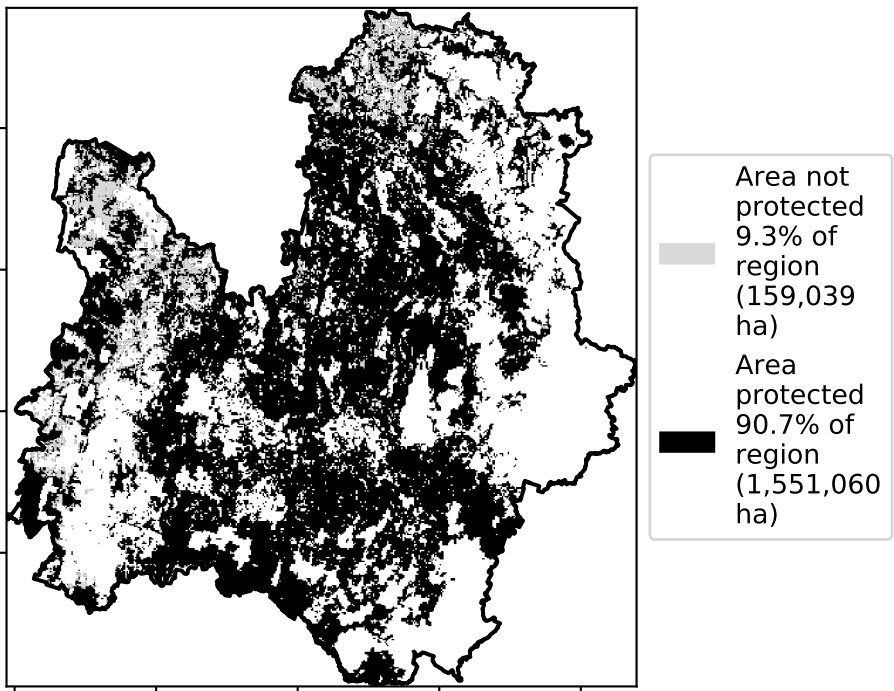 Area not
protected
9.3% of
region
(159,039
ha)
Area
protected
90.7% of
region
(1,551,060
ha)